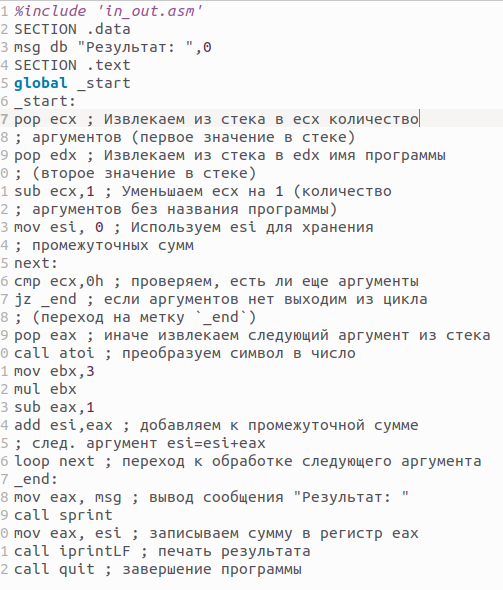 1 %include 'in_out.asm'
2 SECTION .data
3 msg db "Результат: ",0
4 SECTION .text
5 global _start
6 _start:
7 pop ecx ; Извлекаем из стека в ecx количество
8 ; аргументов (первое значение в стеке)
9 pop edx ; Извлекаем из стека в edx имя программы
0 ; (второе значение в стеке)
1 sub ecx,1 ; Уменьшаем ecx на 1 (количество
2 ; аргументов без названия программы)
3 mov esi, 0 ; Используем esi для хранения
4 ; промежуточных сумм
5 next:
6 cmp ecx,0h ; проверяем, есть ли еще аргументы
7 jz _end ; если аргументов нет выходим из цикла
8 ; (переход на метку `_end`)
9 pop eax ; иначе извлекаем следующий аргумент из стека
0 call atoi ; преобразуем символ в число
1 mov ebx,3
2 mul ebx
3 sub eax,1
4 add esi,eax ; добавляем к промежуточной сумме
5 ; след. аргумент esi=esi+eax
6 loop next ; переход к обработке следующего аргумента
7 _end:
8 mov eax, msg ; вывод сообщения "Результат: "
9 call sprint
0 mov eax, esi ; записываем сумму в регистр eax
1 call iprintLF ; печать результата
2 call quit ; завершение программы